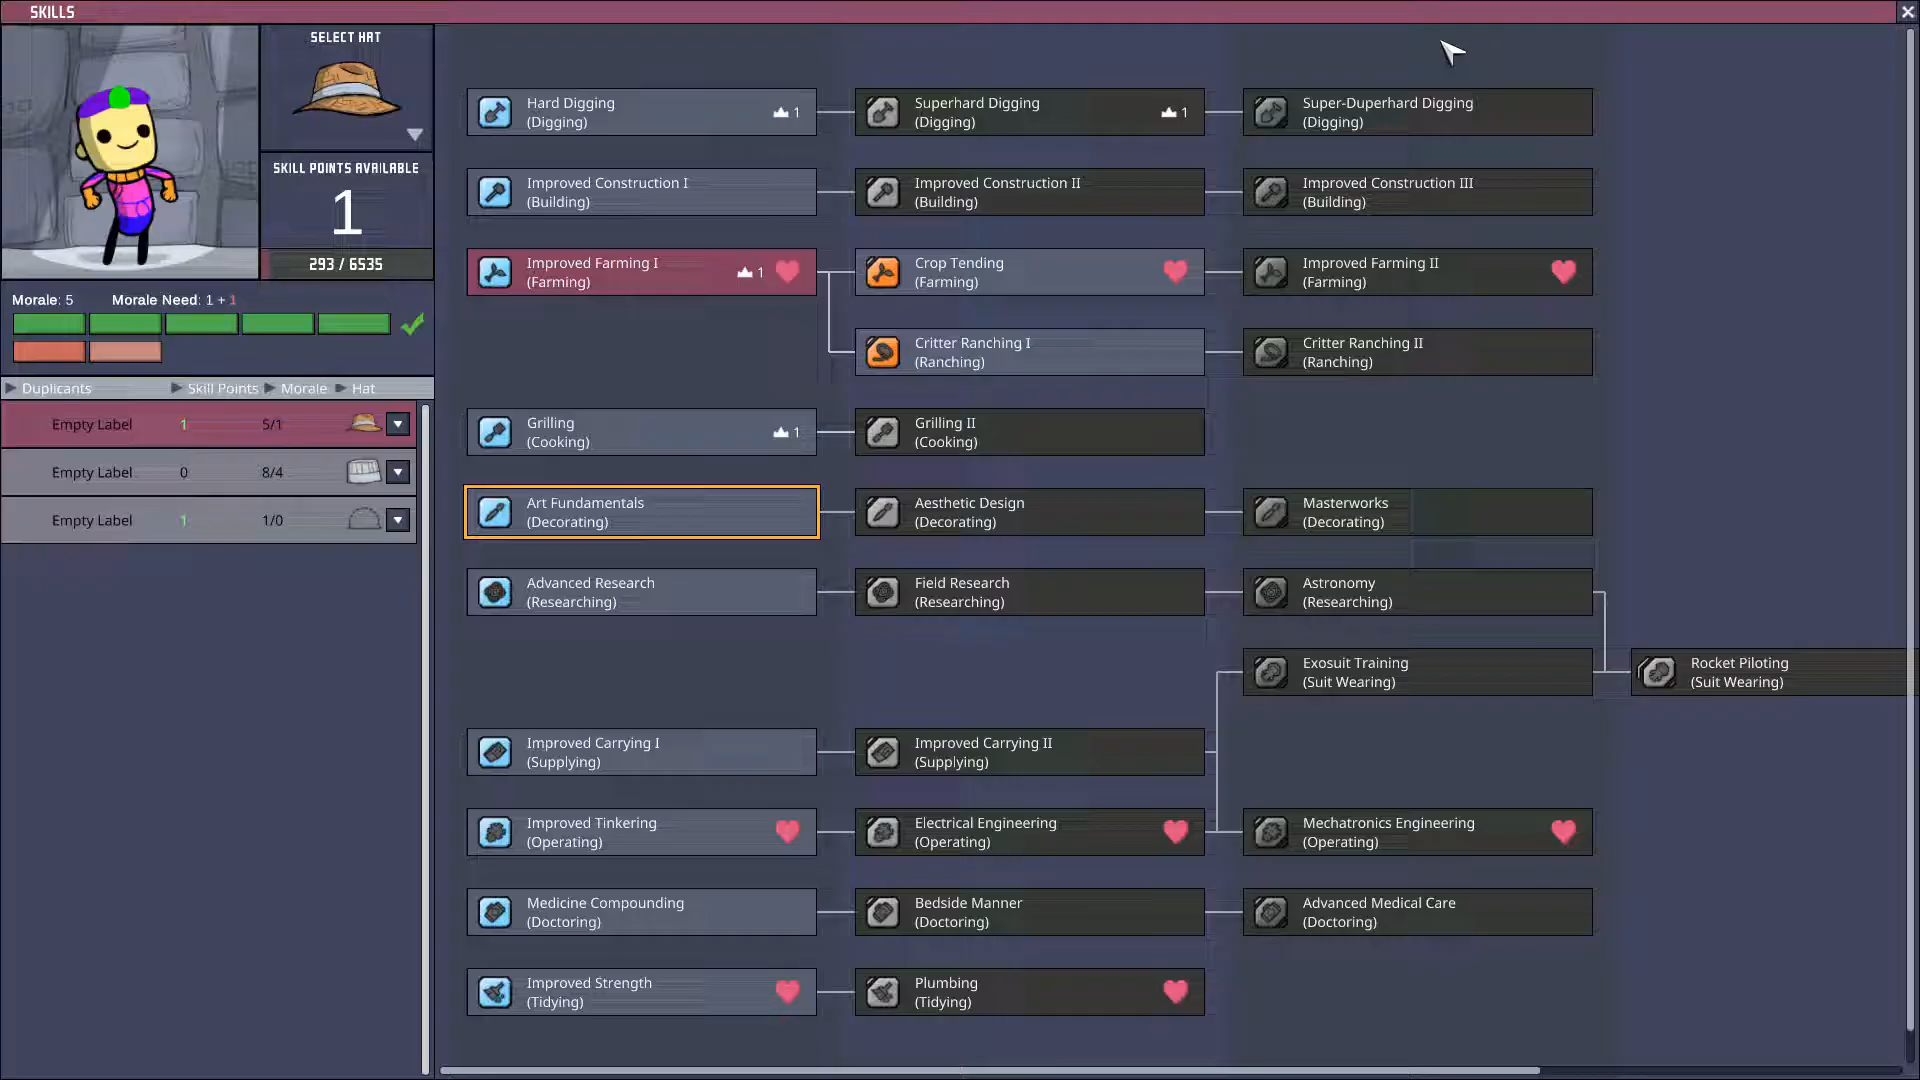 SKILLS
SELECT HAT
SKILL POINTS AVAILABLE
1
293 / 6535
Morale: 5
Morale Need: 1 + 1
Duplicants
Skill Points
Morale
Hat
Empty Label
1
5/1
Empty Label
0
8/4
Empty Label
1
1/0
Hard Digging
(Digging)
1
Superhard Digging
(Digging)
1
Super-Duperhard Digging
(Digging)
Improved Construction I
(Building)
Improved Construction II
(Building)
Improved Construction III
(Building)
Improved Farming I
(Farming)
1
Crop Tending
(Farming)
Improved Farming II
(Farming)
Critter Ranching I
(Ranching)
Critter Ranching II
(Ranching)
Grilling
(Cooking)
1
Grilling II
(Cooking)
Art Fundamentals
(Decorating)
Aesthetic Design
(Decorating)
Masterworks
(Decorating)
Advanced Research
(Researching)
Field Research
(Researching)
Astronomy
(Researching)
Exosuit Training
(Suit Wearing)
Rocket Piloting
(Suit Wearing)
Improved Carrying I
(Supplying)
Improved Carrying II
(Supplying)
Improved Tinkering
(Operating)
Electrical Engineering
(Operating)
Mechatronics Engineering
(Operating)
Medicine Compounding
(Doctoring)
Bedside Manner
(Doctoring)
Advanced Medical Care
(Doctoring)
Improved Strength
(Tidying)
Plumbing
(Tidying)